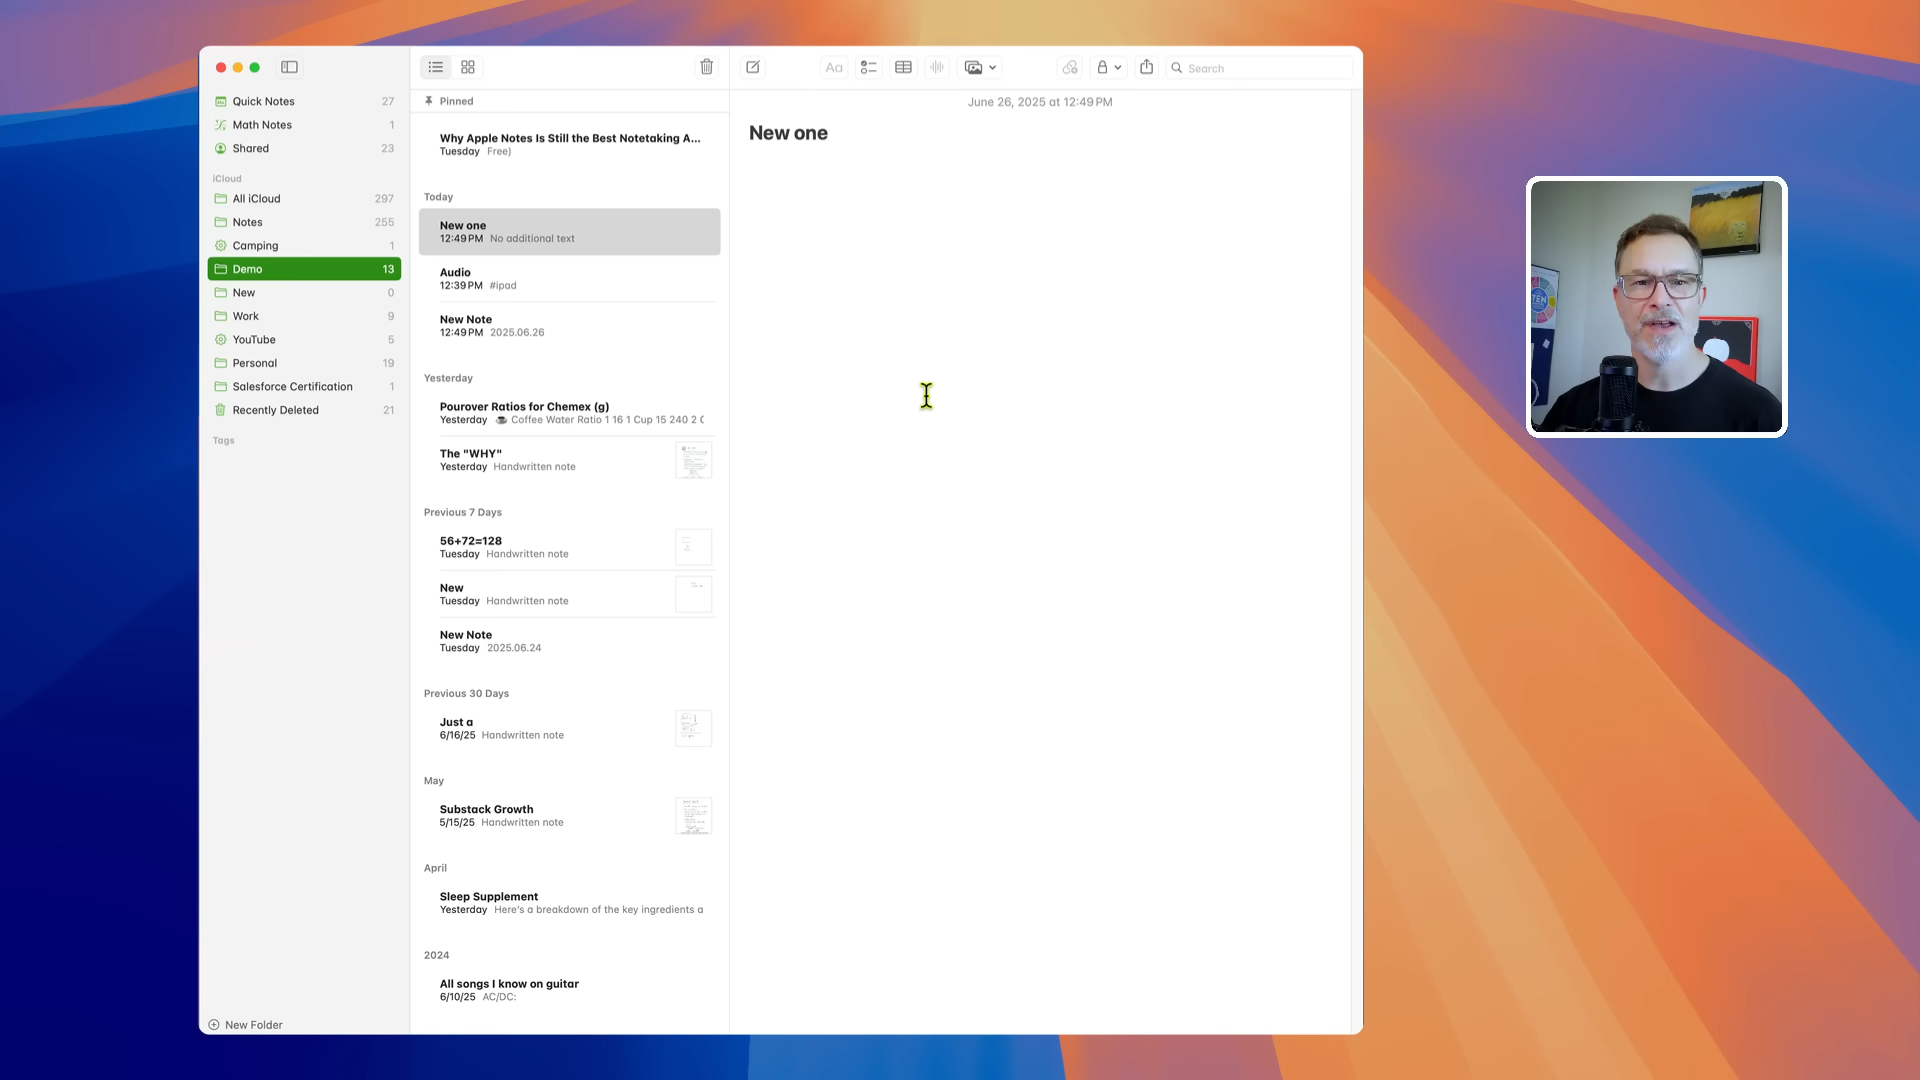 Quick Notes 27
Math Notes 1
Shared 23
iCloud
All iCloud 297
Notes 255
Camping 1
Demo 13
New 0
Work 9
YouTube 5
Personal 19
Salesforce Certification 1
Recently Deleted 21
Tags
New Folder
Pinned
Why Apple Notes Is Still the Best Notetaking A...
Tuesday Free)
Today
New one
12:49 PM No additional text
Audio
12:39 PM #ipad
New Note
12:49 PM 2025.06.26
Yesterday
Pourover Ratios for Chemex (g)
Yesterday ☕ Coffee Water Ratio 1 16 1 Cup 15 240 2 C
The "WHY"
Yesterday Handwritten note
Previous 7 Days
56+72=128
Tuesday Handwritten note
New
Tuesday Handwritten note
New Note
Tuesday 2025.06.24
Previous 30 Days
Just a
6/16/25 Handwritten note
May
Substack Growth
5/15/25 Handwritten note
April
Sleep Supplement
Yesterday Here's a breakdown of the key ingredients a
2024
All songs I know on guitar
6/10/25 AC/DC:
Aa
Search
June 26, 2025 at 12:49 PM
New one